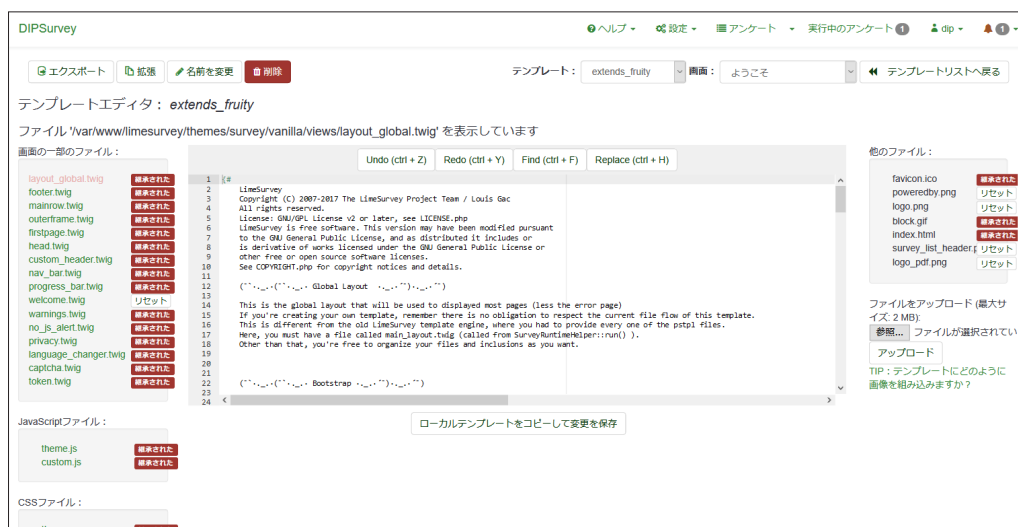 DIPSurvey
ヘルプ 設定 アンケート 実行中のアンケート 1 dip 1
エクスポート 拡張 名前を変更 削除 テンプレート： extends_fruity 画面： ようこそ テンプレートリストへ戻る
テンプレートエディタ： extends_fruity
ファイル '/var/www/limesurvey/themes/survey/vanilla/views/layout_global.twig' を表示しています
画面の一部のファイル：
layout_global.twig 継承された
footer.twig 継承された
mainrow.twig 継承された
outerframe.twig 継承された
firstpage.twig 継承された
head.twig 継承された
custom_header.twig 継承された
nav_bar.twig 継承された
progress_bar.twig 継承された
welcome.twig リセット
warnings.twig 継承された
no_js_alert.twig 継承された
privacy.twig 継承された
language_changer.twig 継承された
captcha.twig 継承された
token.twig 継承された
JavaScriptファイル：
theme.js 継承された
custom.js 継承された
CSSファイル：
Undo (ctrl + Z) Redo (ctrl + Y) Find (ctrl + F) Replace (ctrl + H)
1 {#
2 LimeSurvey
3 Copyright (C) 2007-2017 The LimeSurvey Project Team / Louis Gac
4 All rights reserved.
5 License: GNU/GPL License v2 or later, see LICENSE.php
6 LimeSurvey is free software. This version may have been modified pursuant
7 to the GNU General Public License, and as distributed it includes or
8 is derivative of works licensed under the GNU General Public License or
9 other free or open source software licenses.
10 See COPYRIGHT.php for copyright notices and details.
11
12 (¨`·._.·(¨`·._.· Global Layout ·._.·´¨)·._.·´¨)
13
14 This is the global layout that will be used to displayed most pages (less the error page)
15 If you're creating your own template, remember there is no obligation to respect the current file flow of this template.
16 This is different from the old LimeSurvey template engine, where you had to provide every one of the pstpl files.
17 Here, you must have a file called main_layout.twig (called from SurveyRuntimeHelper::run() ).
18 Other than that, you're free to organize your files and inclusions as you want.
19
20
21
22 (¨`·._.·(¨`·._.· Bootstrap ·._.·´¨)·._.·´¨)
23
24
ローカルテンプレートをコピーして変更を保存
他のファイル：
favicon.ico 継承された
poweredby.png リセット
logo.png リセット
block.gif 継承された
index.html 継承された
survey_list_header.p リセット
logo_pdf.png リセット
ファイルをアップロード (最大サ
イズ: 2 MB):
参照... ファイルが選択されてい
アップロード
TIP：テンプレートにどのように
画像を組み込みますか？